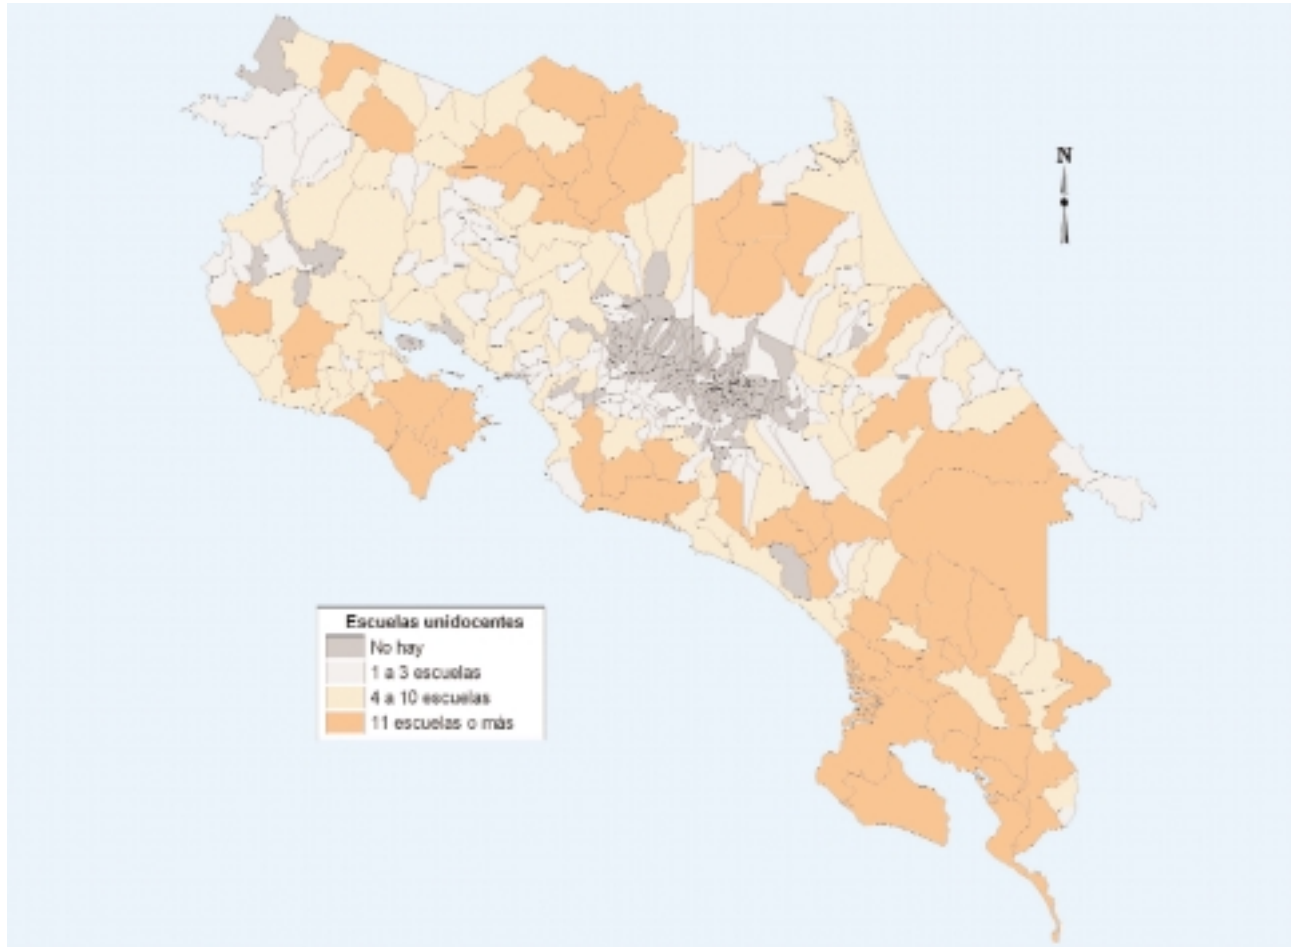 N
Escuelas unidocentes
No hay
1 a 3 escuelas
4 a 10 escuelas
11 escuelas o más